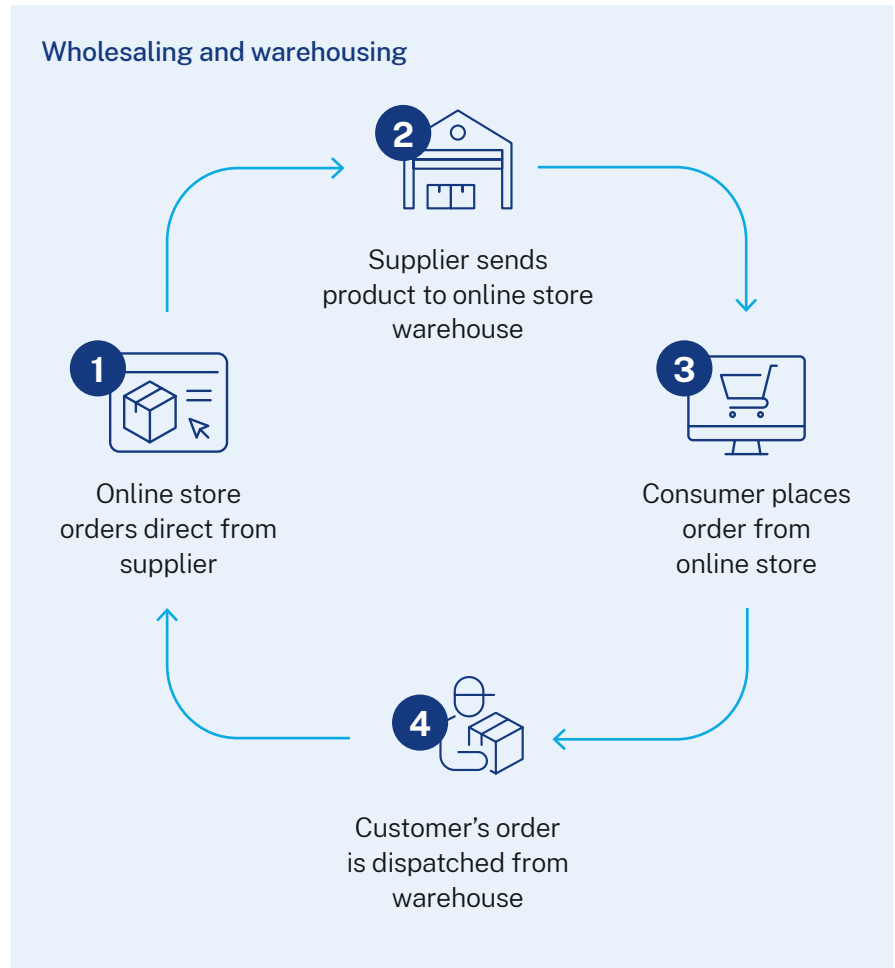 Wholesaling and warehousing
1
Online store
orders direct from
supplier
2
Supplier sends
product to online store
warehouse
3
Consumer places
order from
online store
4
Customer’s order
is dispatched from
warehouse